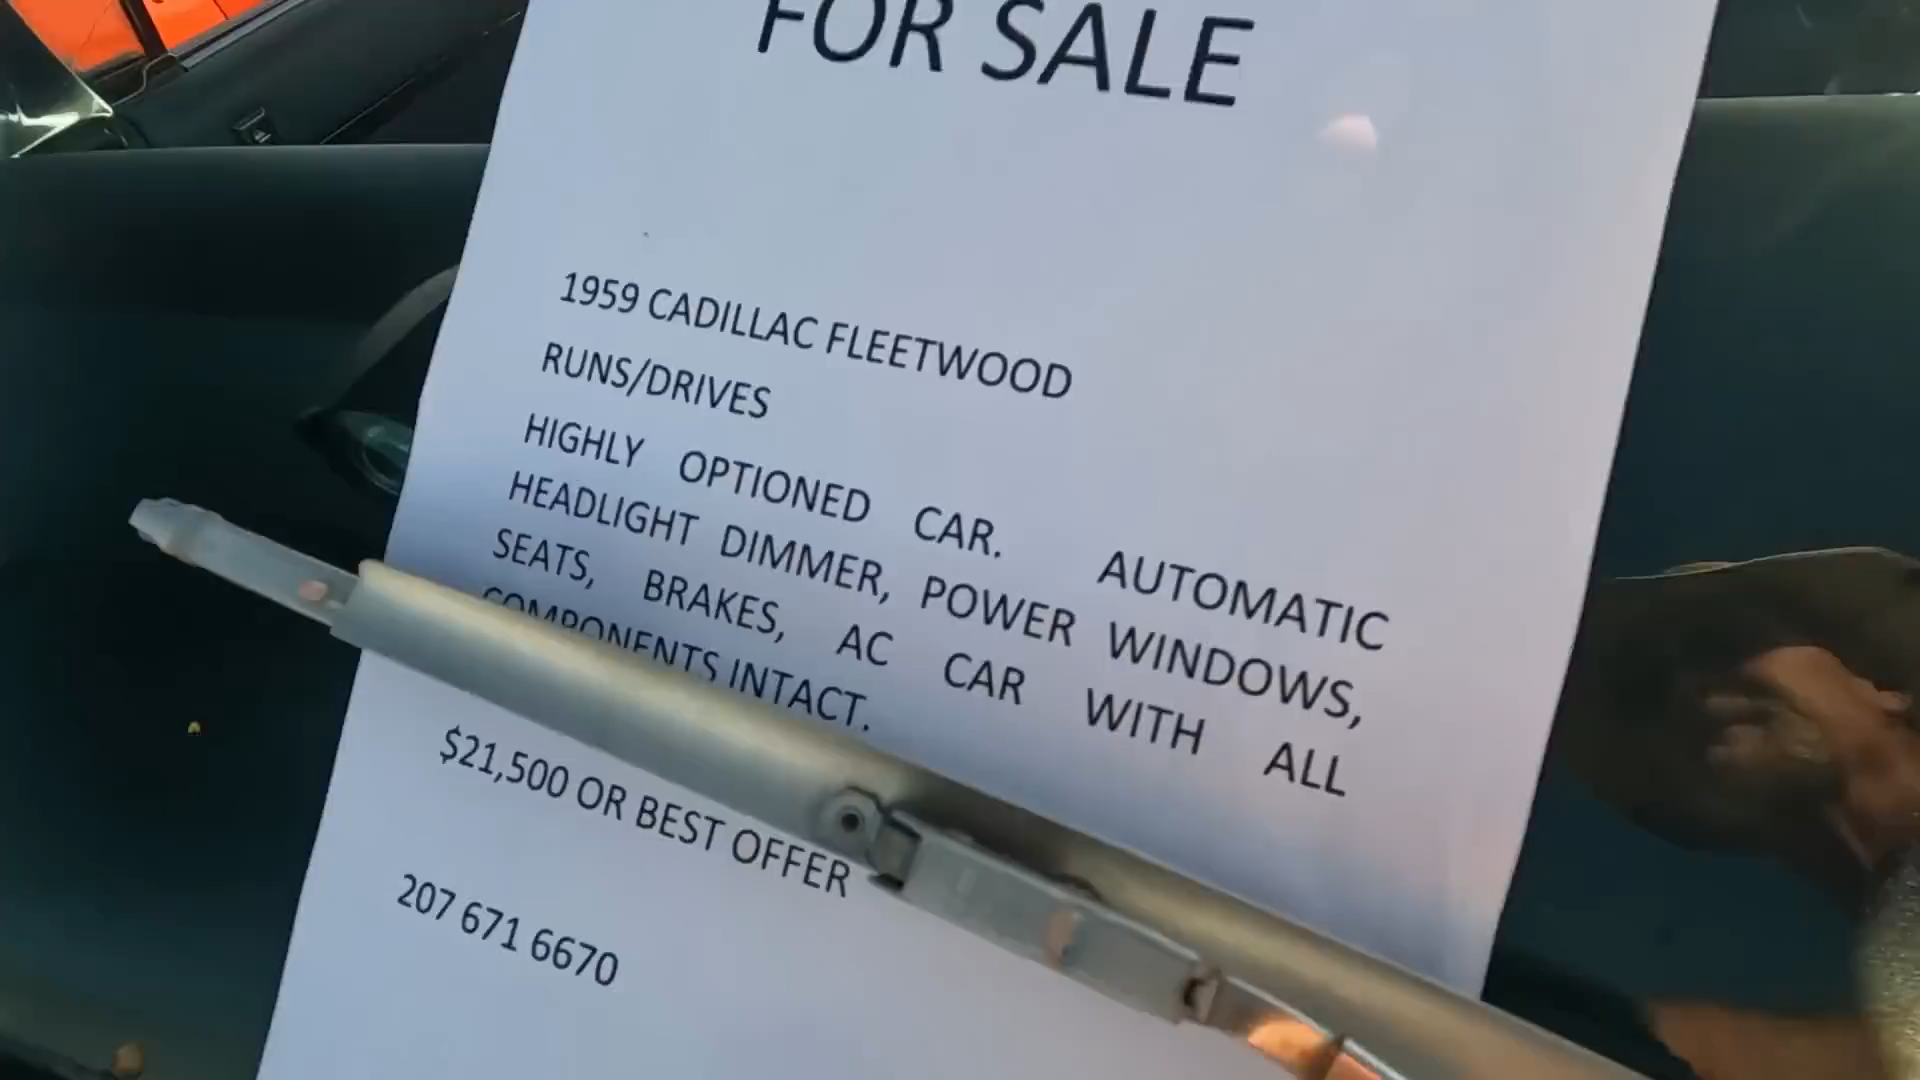 FOR SALE
1959 CADILLAC FLEETWOOD
RUNS/DRIVES
HIGHLY OPTIONED CAR. AUTOMATIC
HEADLIGHT DIMMER, POWER WINDOWS,
SEATS, BRAKES, AC CAR WITH ALL
COMPONENTS INTACT.
$21,500 OR BEST OFFER
207 671 6670